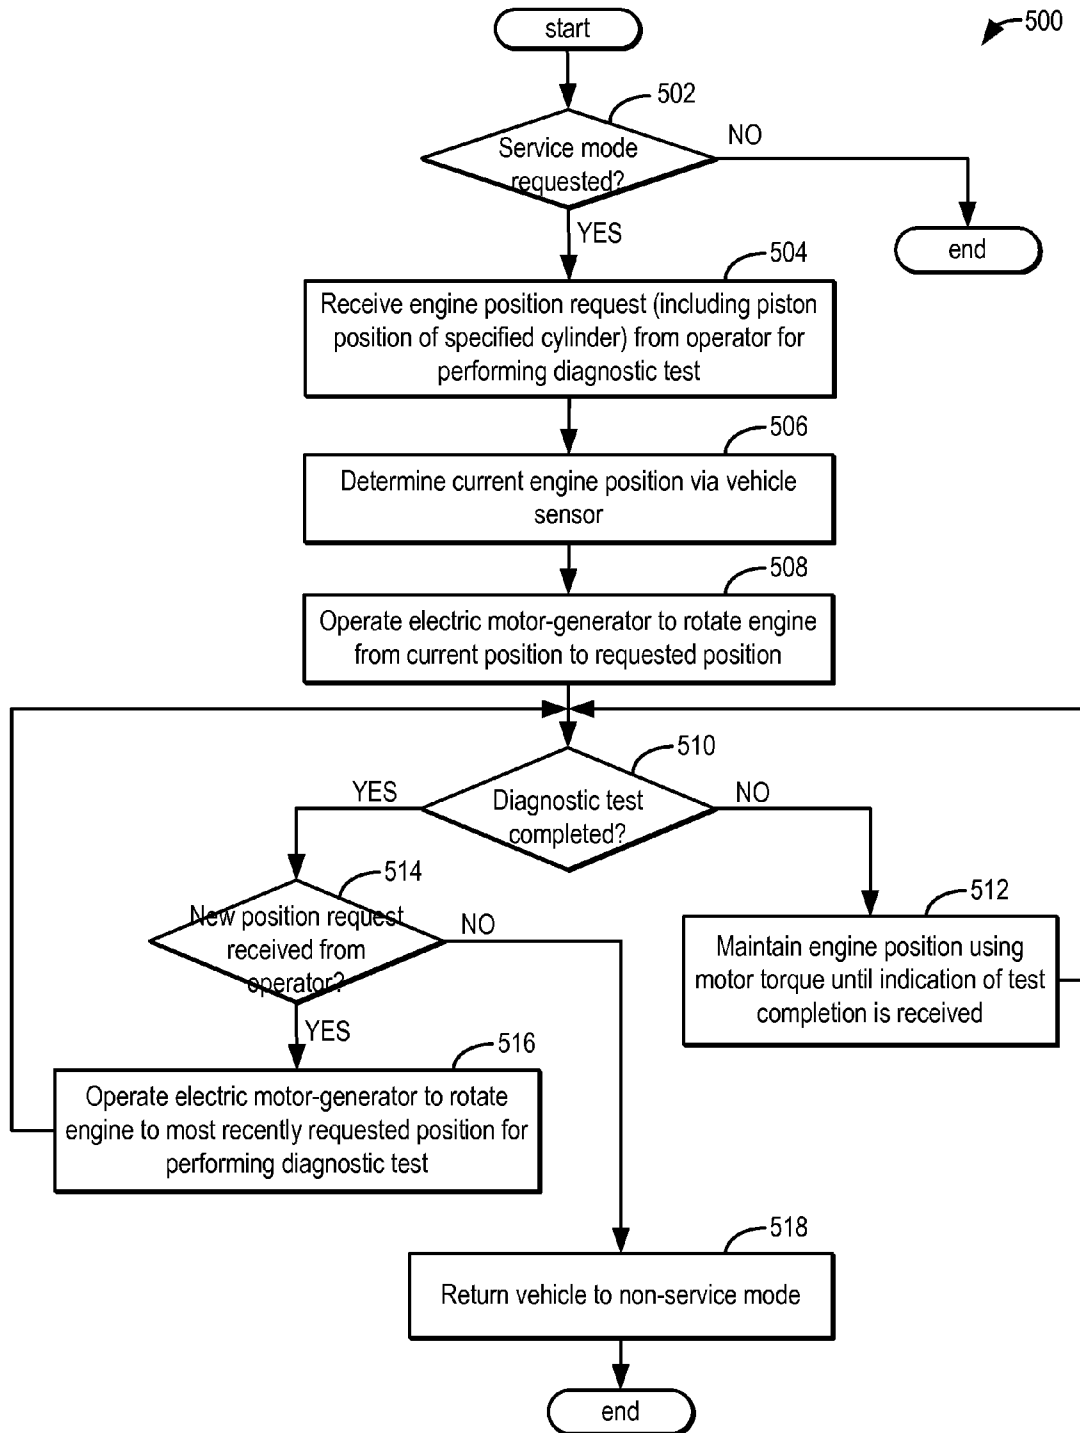 start
500
502
Service mode
requested?
NO
YES
end
504
Receive engine position request (including piston
position of specified cylinder) from operator for
performing diagnostic test
506
Determine current engine position via vehicle
sensor
508
Operate electric motor-generator to rotate engine
from current position to requested position
510
YES
Diagnostic test
completed?
NO
514
New position request
received from
operator?
NO
512
Maintain engine position using
motor torque until indication of test
completion is received
YES
516
Operate electric motor-generator to rotate
engine to most recently requested position for
performing diagnostic test
518
Return vehicle to non-service mode
end